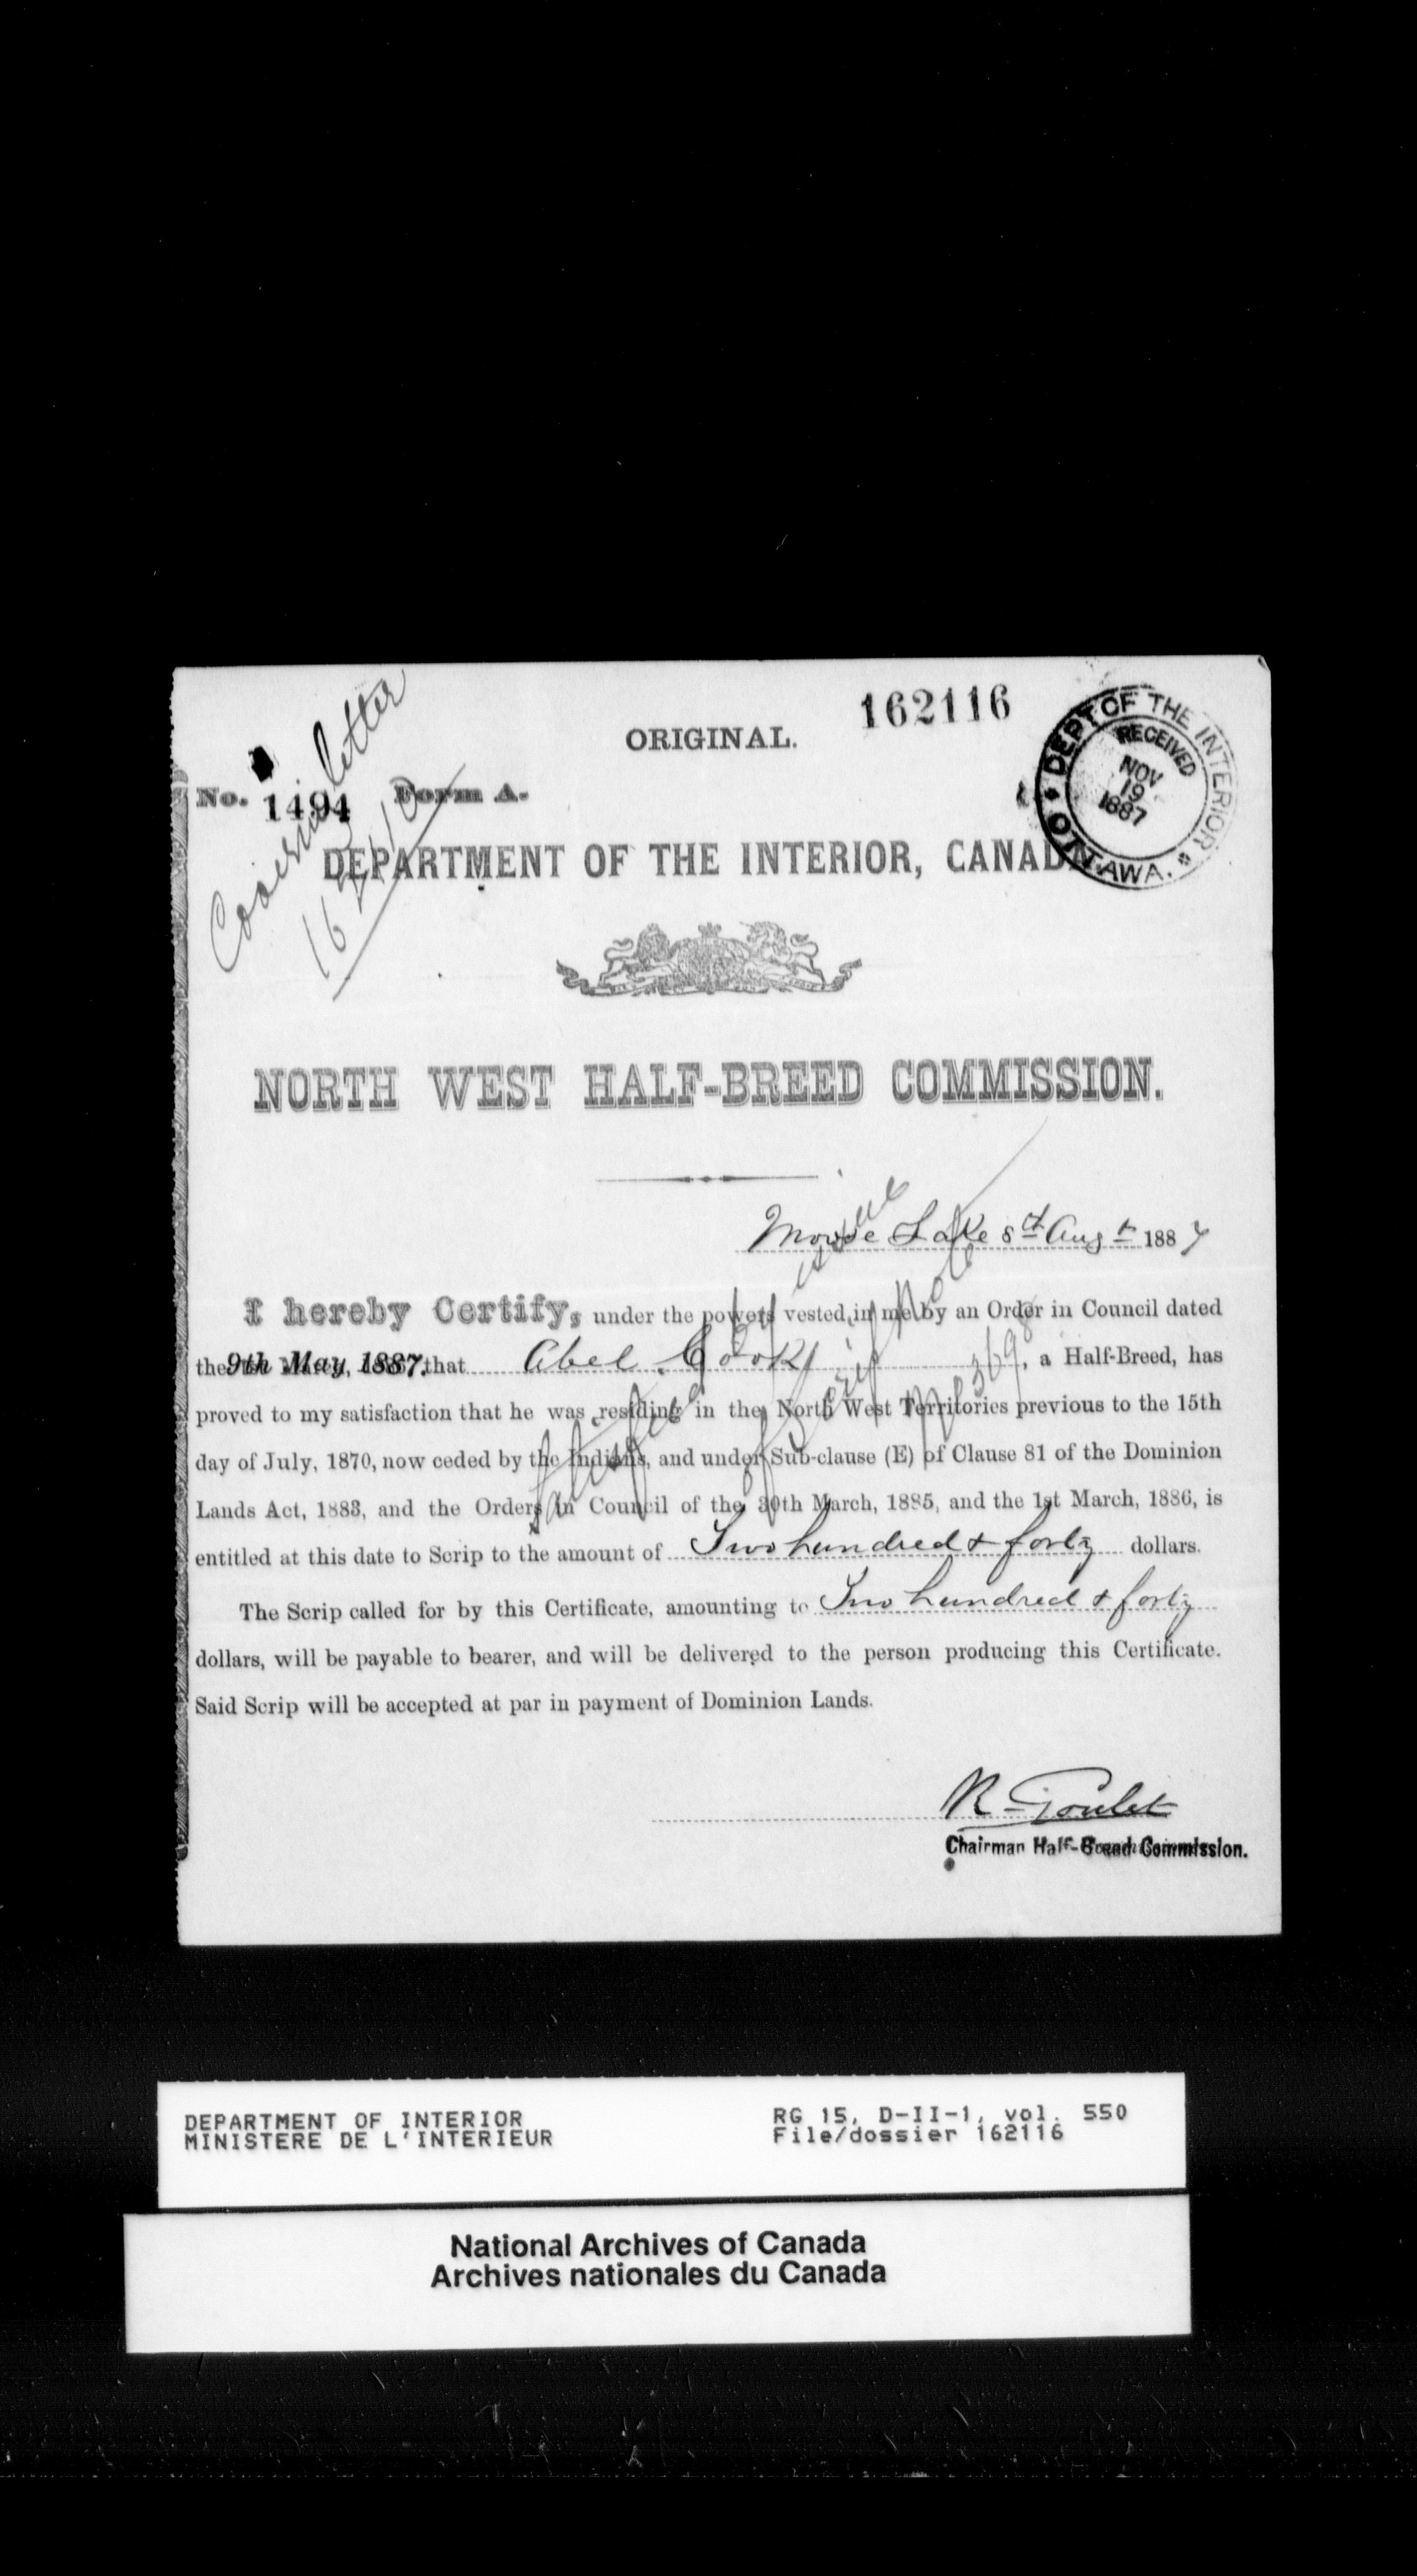 162116
ORIGINAL.
DEPT OF THE INTERIOR
RECEIVED
NOV
19
1887
OTTAWA.
letter
No. 1494 Form A.
DEPARTMENT OF THE INTERIOR, CANADA
NORTH WEST HALF-BREED COMMISSION.
Moose Lake 8th Augt 1887
I hereby Certify, under the powers vested in me by an Order in Council dated
the 9th May, 1887. that Abel Cook, a Half-Breed, has
proved to my satisfaction that he was residing in the North West Territories previous to the 15th
day of July, 1870, now ceded by the Indians, and under Sub-clause (E) of Clause 81 of the Dominion
Lands Act, 1883, and the Orders in Council of the 30th March, 1885, and the 1st March, 1886, is
entitled at this date to Scrip to the amount of Two hundred & forty dollars.
The Scrip called for by this Certificate, amounting to Two hundred & forty
dollars, will be payable to bearer, and will be delivered to the person producing this Certificate.
Said Scrip will be accepted at par in payment of Dominion Lands.
R. Goulet
Chairman Half-Breed Commission.
DEPARTMENT OF INTERIOR
MINISTERE DE L'INTERIEUR
RG 15, D-II-1, vol. 550
File/dossier 162116
National Archives of Canada
Archives nationales du Canada